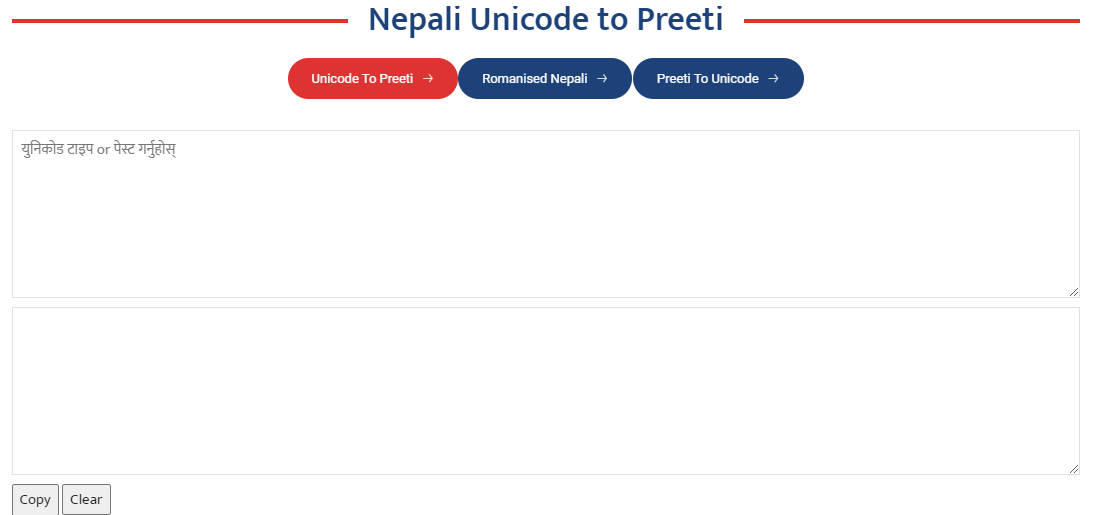 Nepali Unicode to Preeti
Unicode To Preeti → Romanised Nepali → Preeti To Unicode →
युनिकोड टाइप or पेस्ट गर्नुहोस्
Copy Clear